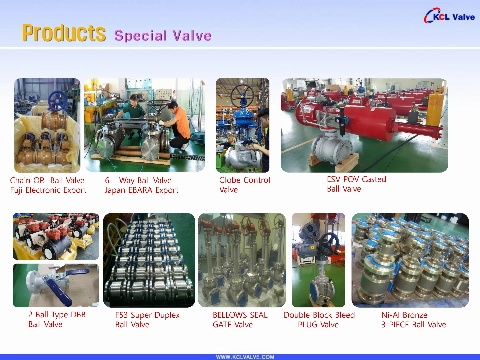 KCL Valve
Products Special Valve
Chain OP. Ball Valve
Fuji Electronic Export
6 - Way Ball Valve
Japan EBARA Export
Globe Control
Valve
ESV POV Casted
Ball Valve
2 Ball Type DBB
Ball Valve
F53 Super Duplex
Ball Valve
BELLOWS SEAL
GATE Valve
Double Block Bleed
PLUG Valve
Ni-Al Bronze
3 PIECE Ball Valve
WWW.KCLVALVE.COM